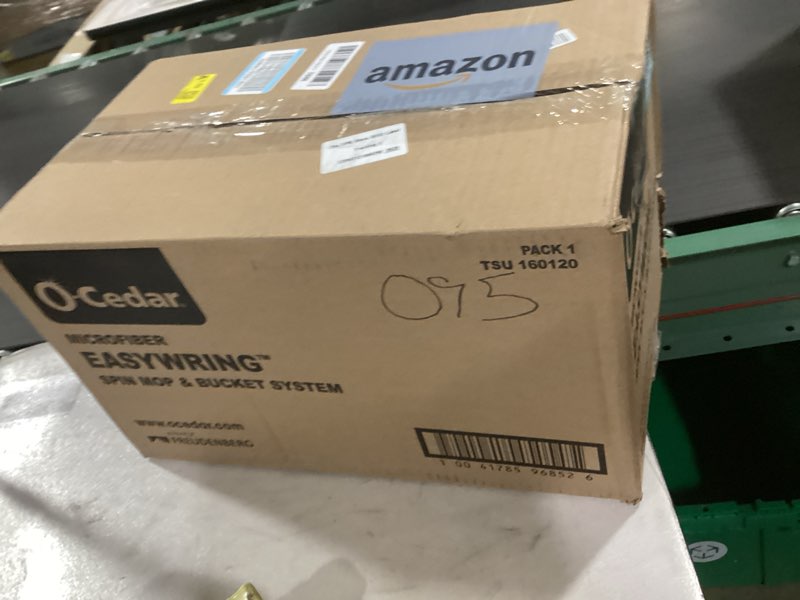 amazon
PACK 1
TSU 160120
O-Cedar
095
MICROFIBER
EASYWRING™
SPIN MOP & BUCKET SYSTEM
www.ocedar.com
FREUDENBERG
1 00 41785 96852 6